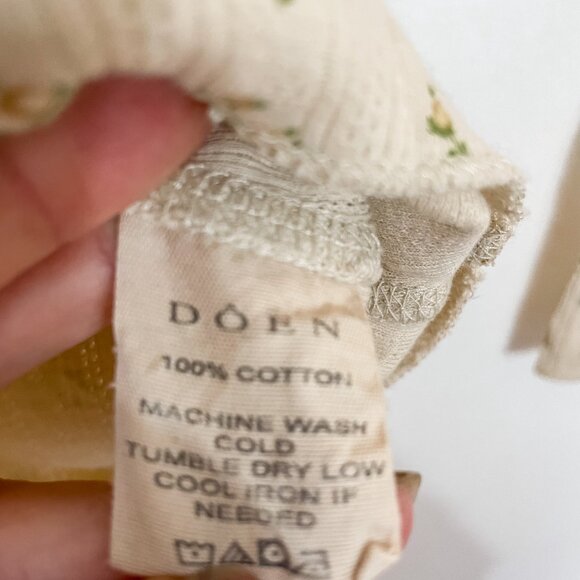 DÔEN
100% COTTON
MACHINE WASH
COLD
TUMBLE DRY LOW
COOL IRON IF
NEEDED